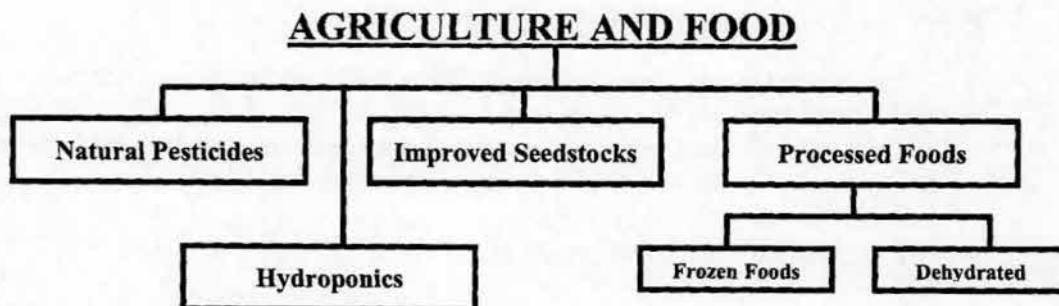 AGRICULTURE AND FOOD
Natural Pesticides
Improved Seedstocks
Processed Foods
Hydroponics
Frozen Foods
Dehydrated